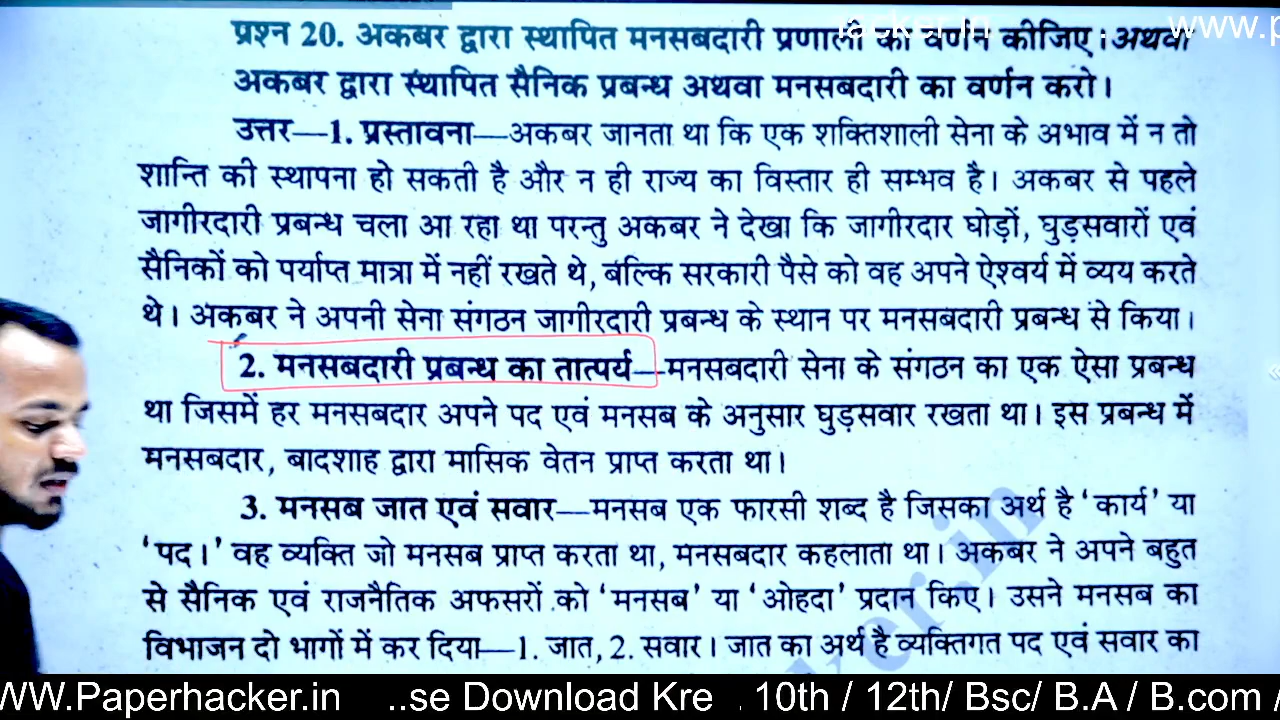 प्रश्न 20. अकबर द्वारा स्थापित मनसबदारी प्रणाली का वर्णन कीजिए। अथवा
अकबर द्वारा स्थापित सैनिक प्रबन्ध अथवा मनसबदारी का वर्णन करो।
उत्तर—1. प्रस्तावना—अकबर जानता था कि एक शक्तिशाली सेना के अभाव में न तो
शान्ति की स्थापना हो सकती है और न ही राज्य का विस्तार ही सम्भव है। अकबर से पहले
जागीरदारी प्रबन्ध चला आ रहा था परन्तु अकबर ने देखा कि जागीरदार घोड़ों, घुड़सवारों एवं
सैनिकों को पर्याप्त मात्रा में नहीं रखते थे, बल्कि सरकारी पैसे को वह अपने ऐश्वर्य में व्यय करते
थे। अकबर ने अपनी सेना संगठन जागीरदारी प्रबन्ध के स्थान पर मनसबदारी प्रबन्ध से किया।
2. मनसबदारी प्रबन्ध का तात्पर्य—मनसबदारी सेना के संगठन का एक ऐसा प्रबन्ध
था जिसमें हर मनसबदार अपने पद एवं मनसब के अनुसार घुड़सवार रखता था। इस प्रबन्ध में
मनसबदार, बादशाह द्वारा मासिक वेतन प्राप्त करता था।
3. मनसब जात एवं सवार—मनसब एक फारसी शब्द है जिसका अर्थ है ‘कार्य’ या
‘पद।’ वह व्यक्ति जो मनसब प्राप्त करता था, मनसबदार कहलाता था। अकबर ने अपने बहुत
से सैनिक एवं राजनैतिक अफसरों को ‘मनसब’ या ‘ओहदा’ प्रदान किए। उसने मनसब का
विभाजन दो भागों में कर दिया—1. जात, 2. सवार। जात का अर्थ है व्यक्तिगत पद एवं सवार का
WW.Paperhacker.in ..se Download Kre . 10th / 12th/ Bsc/ B.A / B.com /